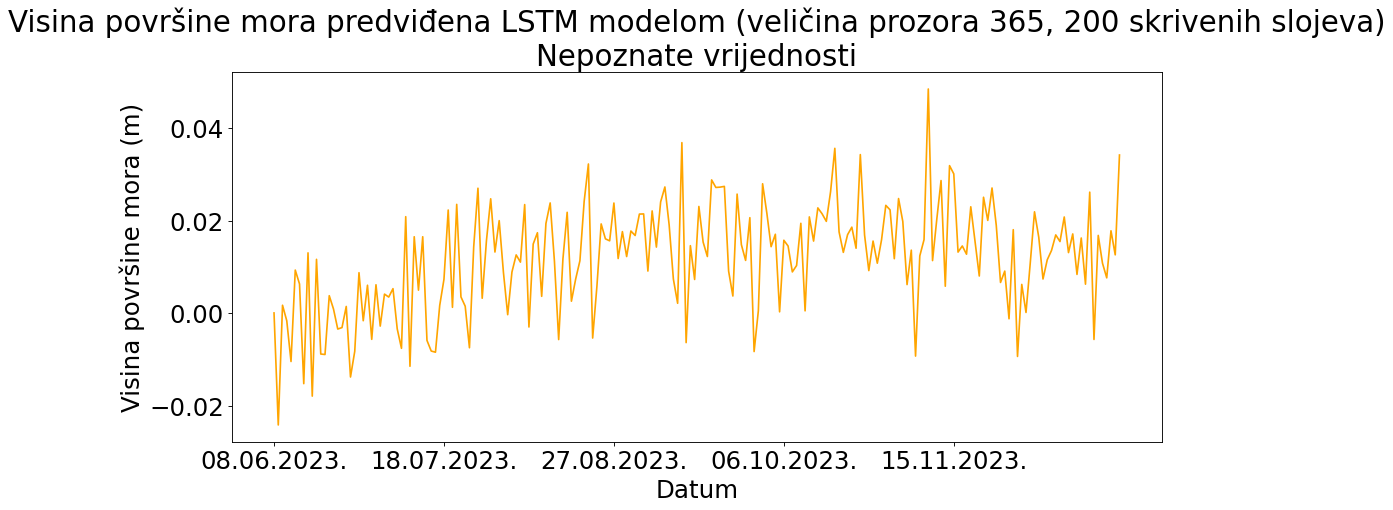 Visina površine mora predviđena LSTM modelom (veličina prozora 365, 200 skrivenih slojeva)
Nepoznate vrijednosti
Visina površine mora (m)
0.04
0.02
0.00
−0.02
08.06.2023. 18.07.2023. 27.08.2023. 06.10.2023. 15.11.2023.
Datum